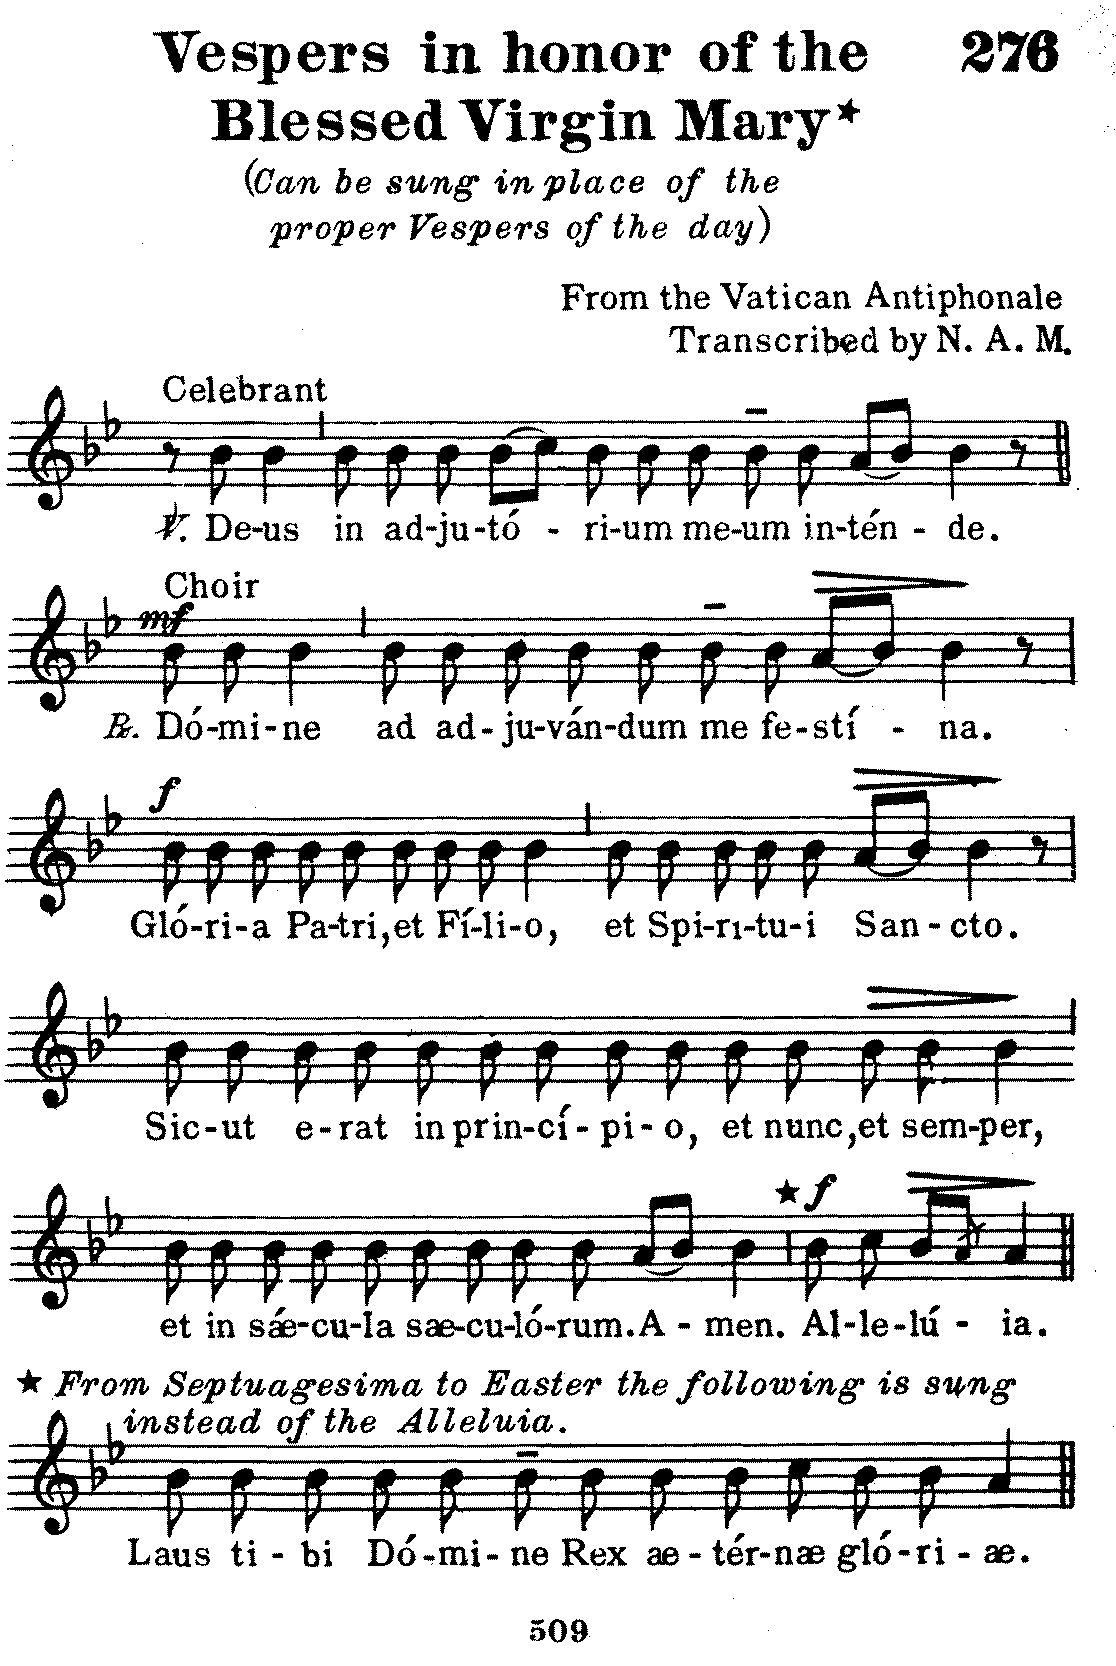 Vespers in honor of the 276
Blessed Virgin Mary★
(Can be sung in place of the
proper Vespers of the day)
From the Vatican Antiphonale
Transcribed by N. A. M.
Celebrant
℣. De-us in ad-ju-tó - ri-um me-um in-tén - de.
Choir
mf
℟. Dó-mi-ne ad ad-ju-ván-dum me fe-stí - na.
f
Gló-ri-a Pa-tri, et Fí-li-o, et Spi-rı-tu-i San-cto.
Sic-ut e-rat in prin-cí-pi-o, et nunc, et sem-per,
★ f
et in sǽ-cu-la sæ-cu-ló-rum. A - men. Al-le-lú - ia.
★ From Septuagesima to Easter the following is sung
instead of the Alleluia.
Laus ti - bi Dó-mi-ne Rex ae-tér-næ gló-ri-æ.
509